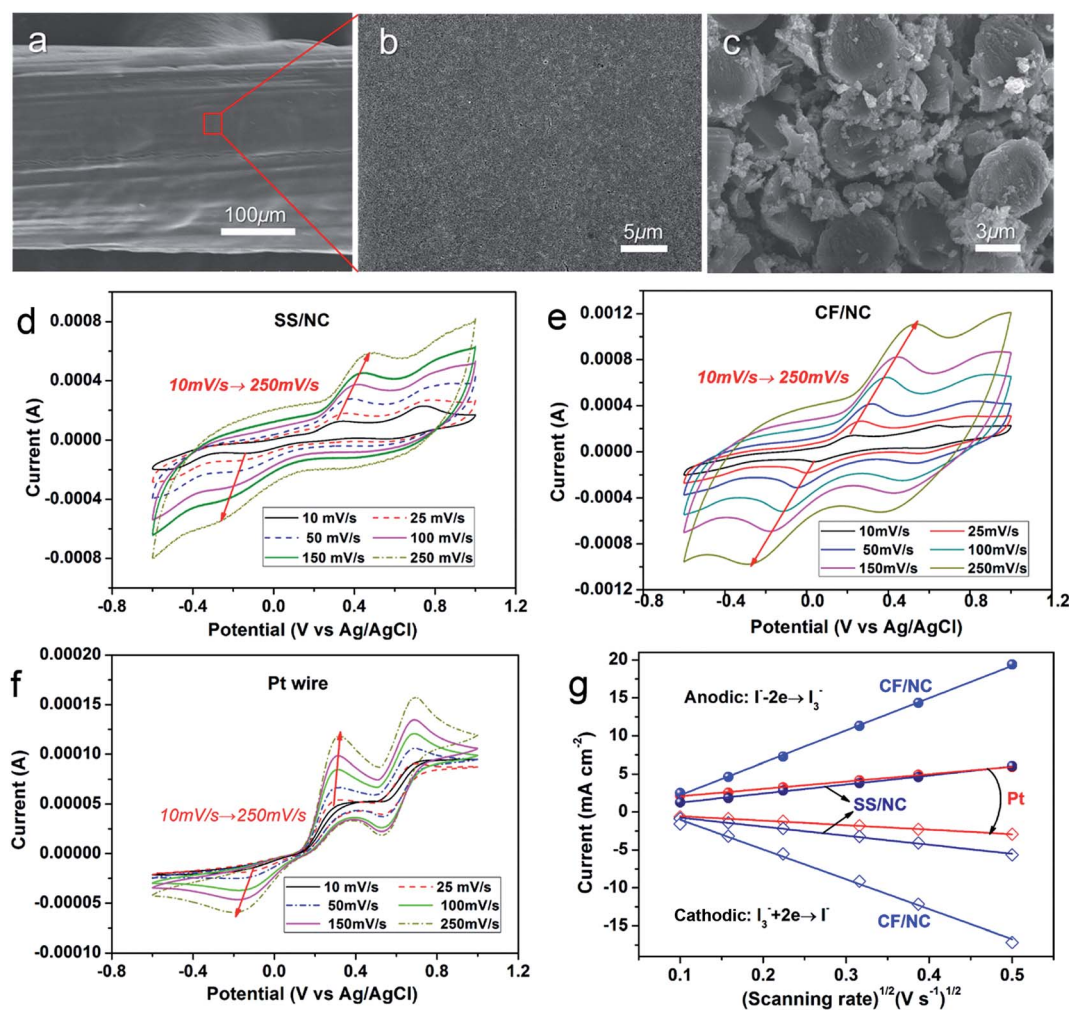 a
100μm
b
5μm
c
3μm
d
SS/NC
10mV/s→ 250mV/s
0.0008
0.0004
0.0000
-0.0004
-0.0008
Current (A)
10 mV/s
25 mV/s
50 mV/s
100 mV/s
150 mV/s
250 mV/s
-0.8
-0.4
0.0
0.4
0.8
1.2
Potential (V vs Ag/AgCl)
e
CF/NC
10mV/s→ 250mV/s
0.0012
0.0008
0.0004
0.0000
-0.0004
-0.0008
-0.0012
Current (A)
10mV/s
25mV/s
50mV/s
100mV/s
150mV/s
250mV/s
-0.8
-0.4
0.0
0.4
0.8
1.2
Potential (V vs Ag/AgCl)
f
Pt wire
10mV/s→250mV/s
0.00020
0.00015
0.00010
0.00005
0.00000
-0.00005
-0.00010
Current (A)
10 mV/s
25 mV/s
50mV/s
100mV/s
150mV/s
250mV/s
-0.8
-0.4
0.0
0.4
0.8
1.2
Potential (V vs Ag/AgCl)
g
20
15
10
5
0
-5
-10
-15
Current (mA cm⁻²)
Anodic: I⁻-2e→ I₃⁻
CF/NC
SS/NC
Pt
Cathodic: I₃⁻+2e→ I⁻
CF/NC
0.1
0.2
0.3
0.4
0.5
(Scanning rate)¹ᐟ²(V s⁻¹)¹ᐟ²